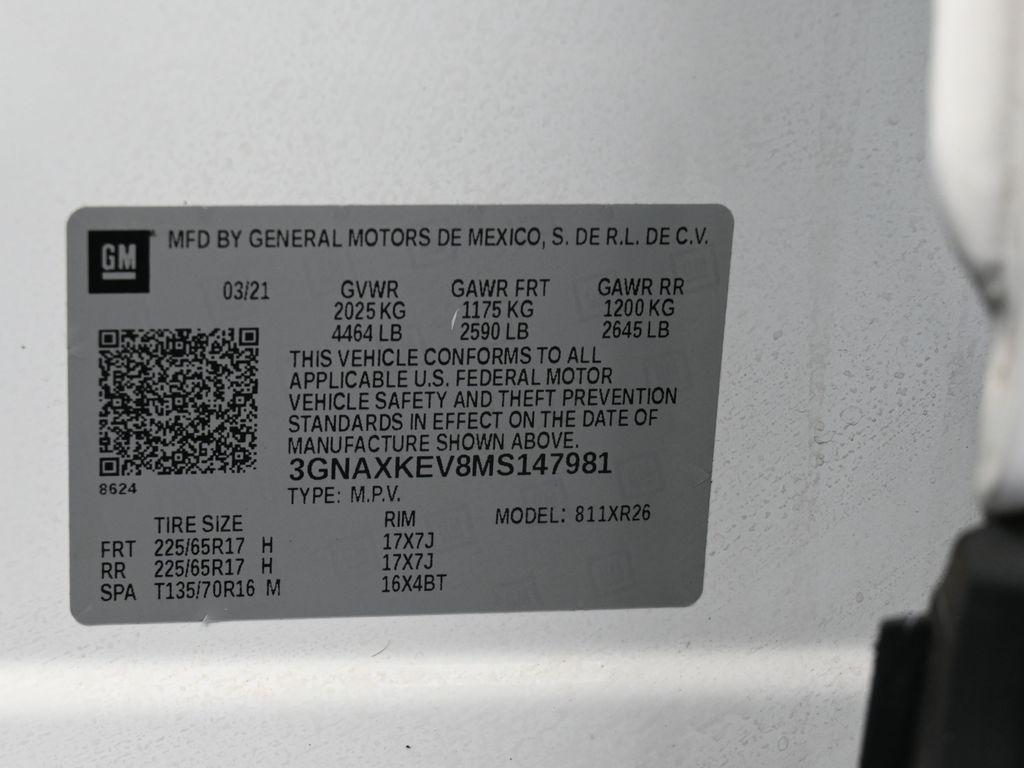 GM
MFD BY GENERAL MOTORS DE MEXICO, S. DE R.L. DE C.V.
03/21 GVWR GAWR FRT GAWR RR
2025 KG 1175 KG 1200 KG
4464 LB 2590 LB 2645 LB
THIS VEHICLE CONFORMS TO ALL
APPLICABLE U.S. FEDERAL MOTOR
VEHICLE SAFETY AND THEFT PREVENTION
STANDARDS IN EFFECT ON THE DATE OF
MANUFACTURE SHOWN ABOVE.
3GNAXKEV8MS147981
8624
TYPE: M.P.V.
TIRE SIZE RIM MODEL: 811XR26
FRT 225/65R17 H 17X7J
RR 225/65R17 H 17X7J
SPA T135/70R16 M 16X4BT